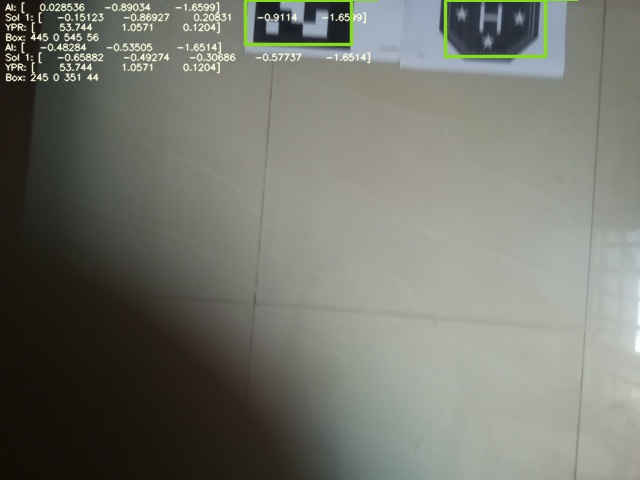 AI: [ 0.028536 -0.89034 -1.6599]
Sol 1: [ -0.15123 -0.86927 0.20831 -0.9114 -1.6599]
YPR: [ 53.744 1.0571 0.1204]
Box: 445 0 545 56
AI: [ -0.48284 -0.53505 -1.6514]
Sol 1: [ -0.65882 -0.49274 -0.30686 -0.57737 -1.6514]
YPR: [ 53.744 1.0571 0.1204]
Box: 245 0 351 44
H